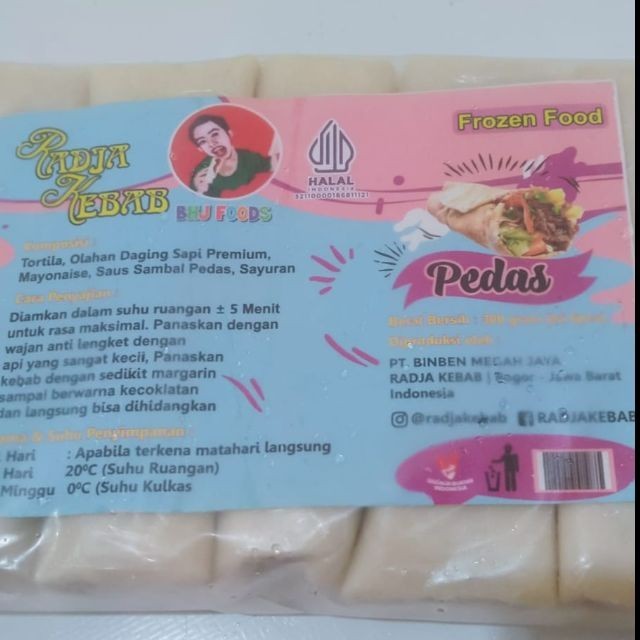 RADJA KEBAB
BHJ FOODS
HALAL
INDONESIA
Frozen Food
Komposisi :
Tortila, Olahan Daging Sapi Premium,
Mayonaise, Saus Sambal Pedas, Sayuran
Cara Penyajian :
Diamkan dalam suhu ruangan ± 5 Menit
untuk rasa maksimal. Panaskan dengan
wajan anti lengket dengan
api yang sangat kecil, Panaskan
kebab dengan sedikit margarin
sampai berwarna kecoklatan
dan langsung bisa dihidangkan
& Suhu Penyimpanan :
Hari : Apabila terkena matahari langsung
Hari 20ºC (Suhu Ruangan)
Minggu 0ºC (Suhu Kulkas
Pedas
Berat Bersih :
Diproduksi oleh :
PT. BINBEN MEGAH JAYA
RADJA KEBAB | Bogor - Jawa Barat
Indonesia
@radjakebab RADJAKEBAB